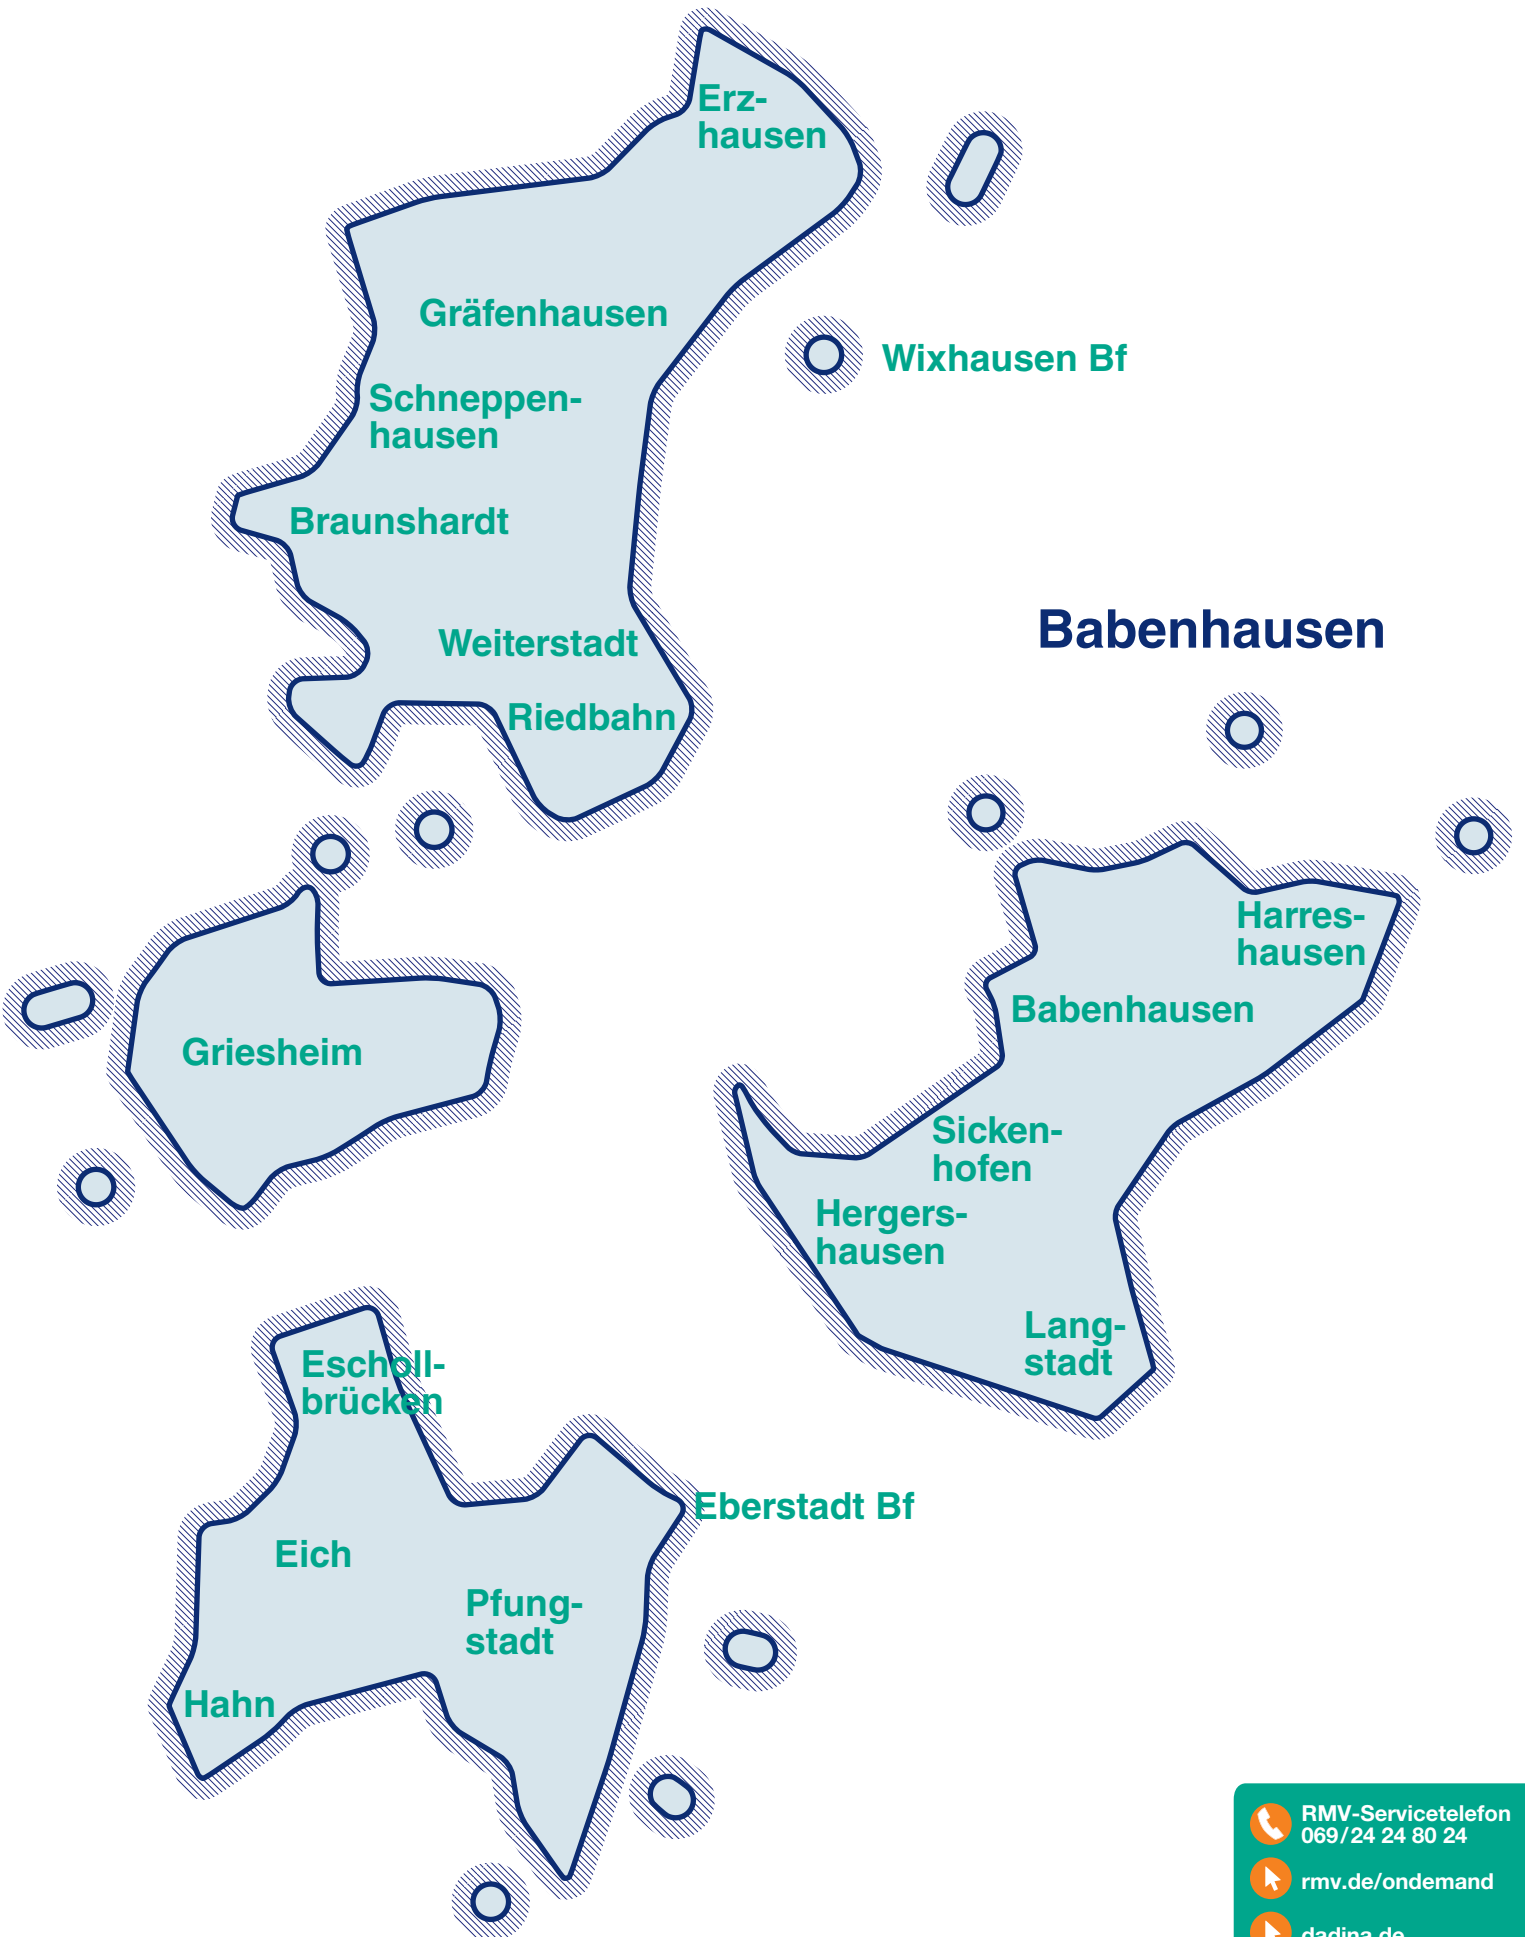 Erz-
hausen
Gräfenhausen
Wixhausen Bf
Schneppen-
hausen
Braunshardt
Weiterstadt
Riedbahn
Babenhausen
Harres-
hausen
Babenhausen
Griesheim
Sicken-
hofen
Hergers-
hausen
Lang-
stadt
Escholl-
brücken
Eberstadt Bf
Eich
Pfung-
stadt
Hahn
RMV-Servicetelefon
069/24 24 80 24
rmv.de/ondemand
dadina.de